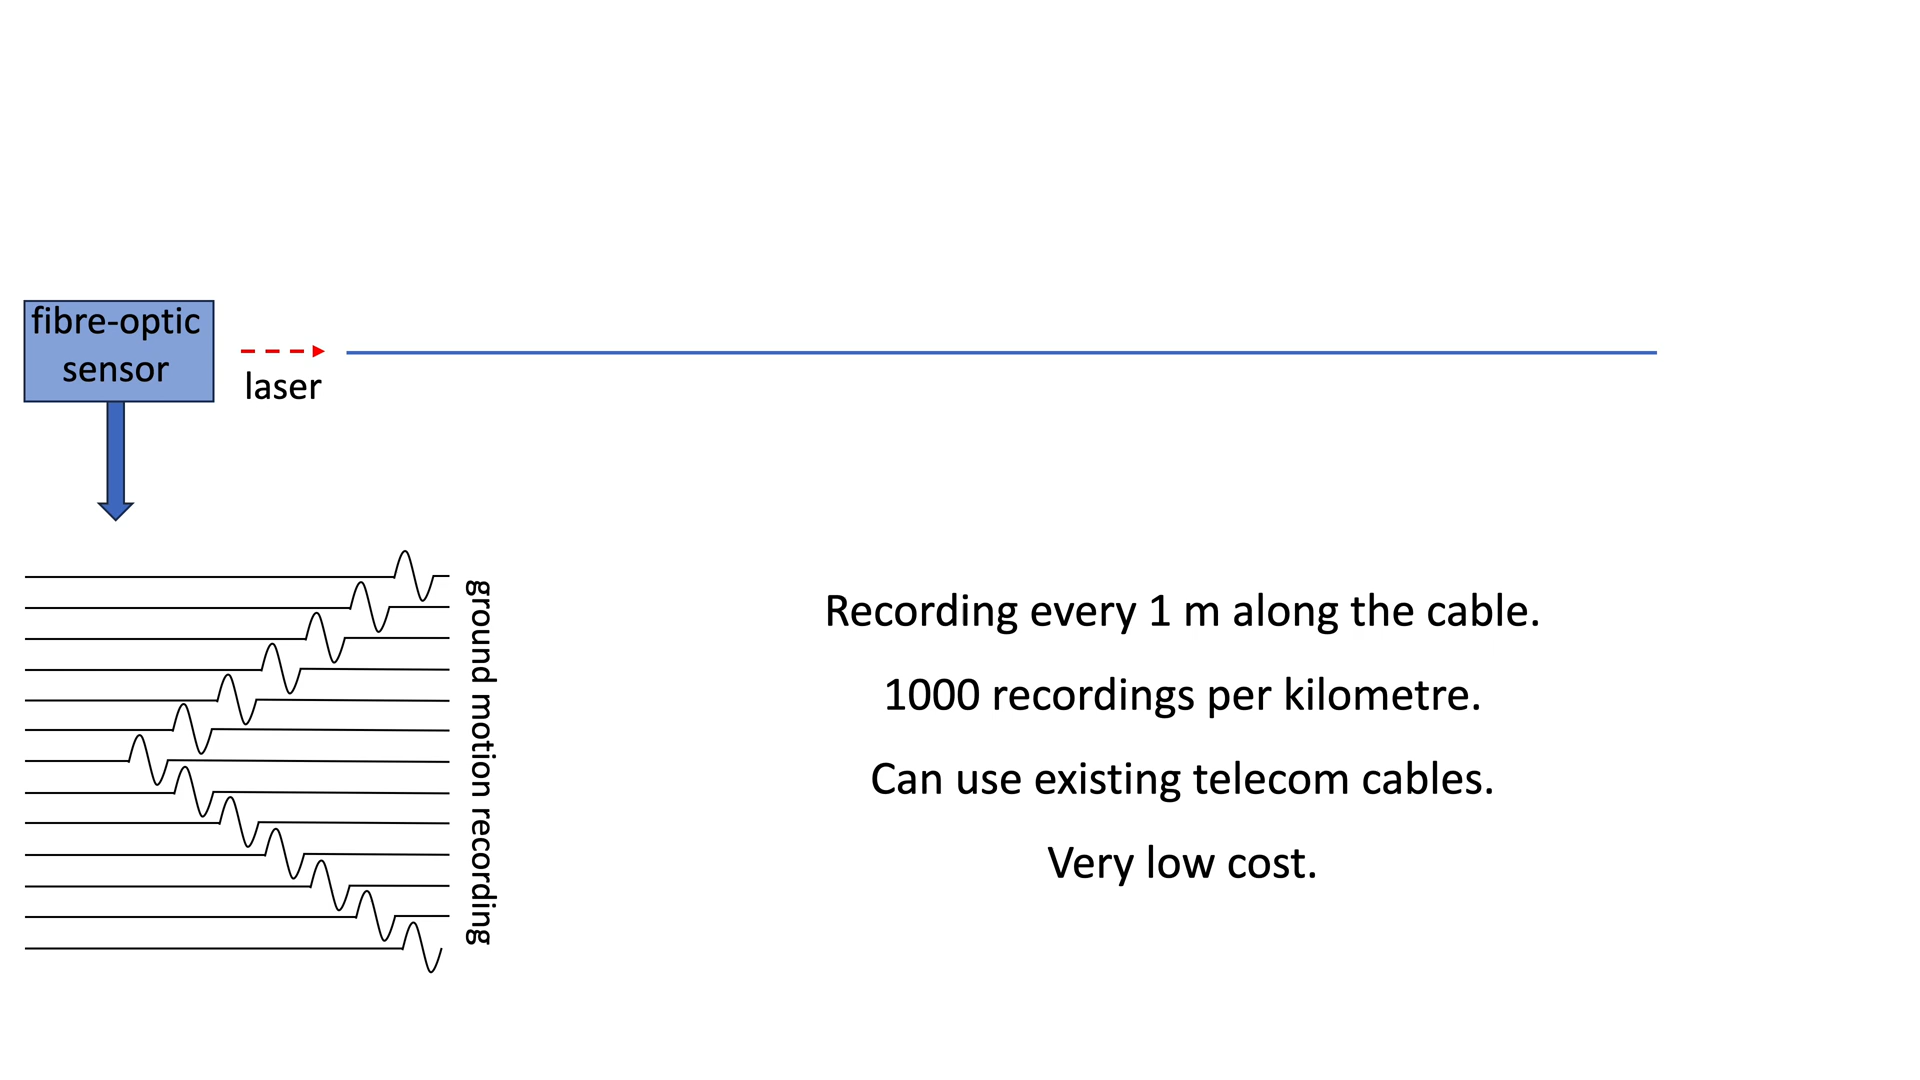 fibre-optic
sensor
laser
ground motion recording
Recording every 1 m along the cable.
1000 recordings per kilometre.
Can use existing telecom cables.
Very low cost.